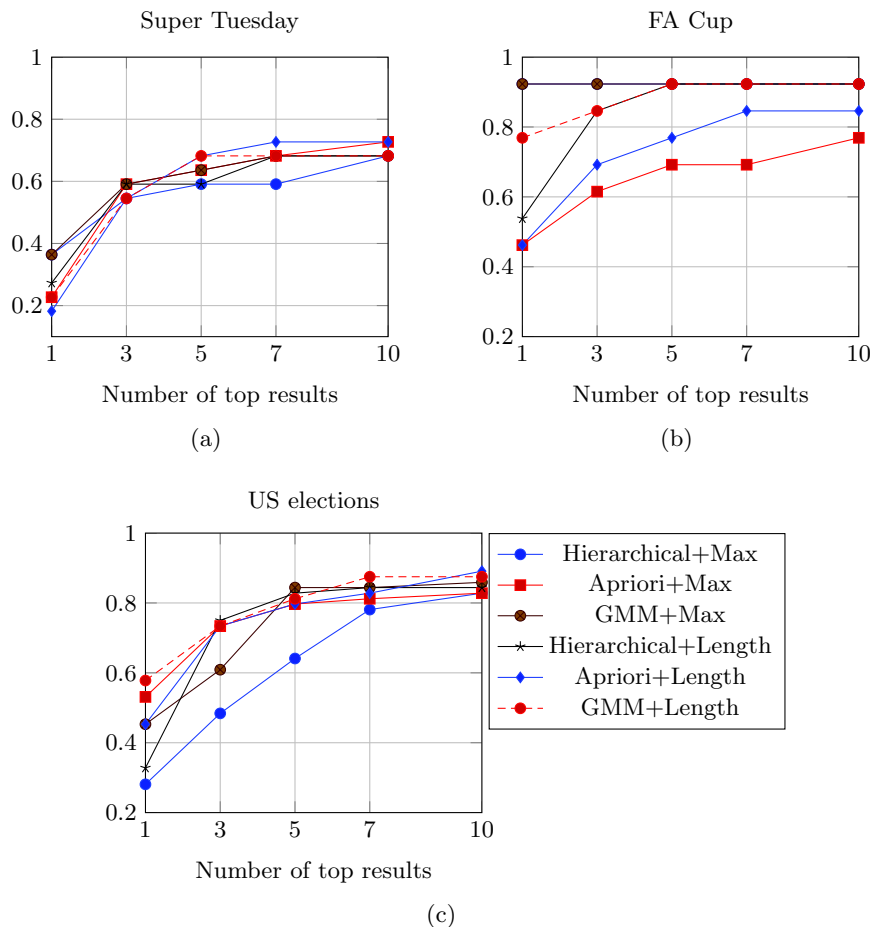 Super Tuesday
1
0.8
0.6
0.4
0.2
1 3 5 7 10
Number of top results
(a)
FA Cup
1
0.8
0.6
0.4
0.2
1 3 5 7 10
Number of top results
(b)
US elections
1
0.8
0.6
0.4
0.2
1 3 5 7 10
Number of top results
Hierarchical+Max
Apriori+Max
GMM+Max
Hierarchical+Length
Apriori+Length
GMM+Length
(c)